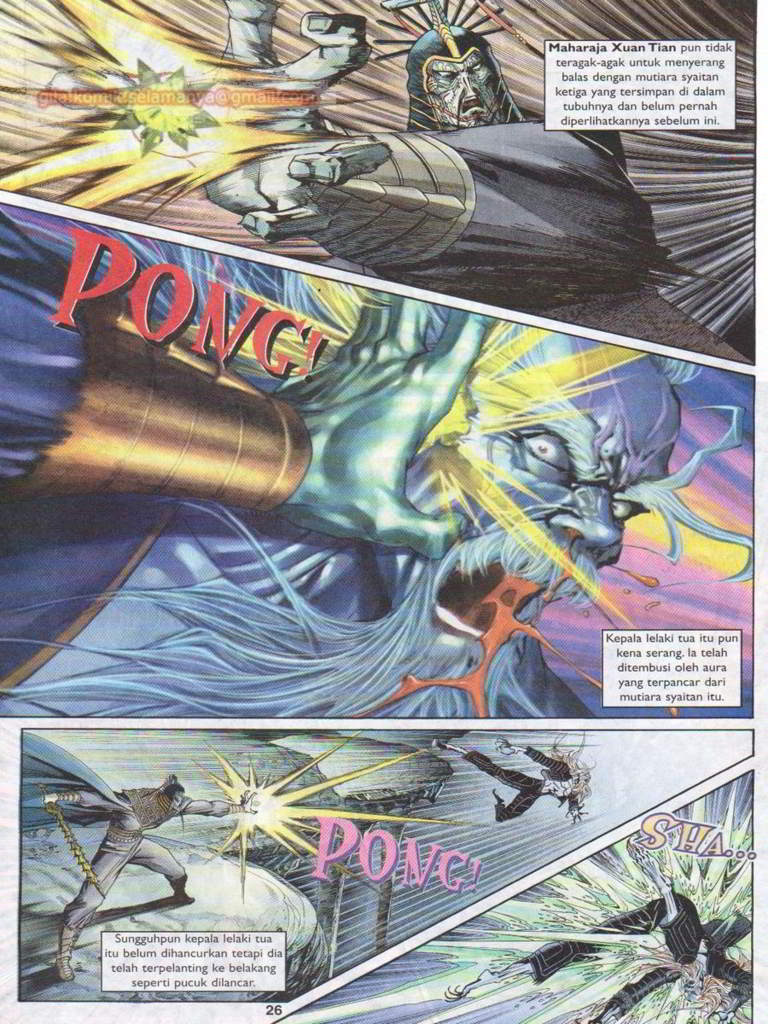 Maharaja Xuan Tian pun tidak
teragak-agak untuk menyerang
balas dengan mutiara syaitan
ketiga yang tersimpan di dalam
tubuhnya dan belum pernah
diperlihatkannya sebelum ini.
gilatkomikselamanya@gmail.com
PONG!
Kepala lelaki tua itu pun
kena serang. Ia telah
ditembusi oleh aura
yang terpancar dari
mutiara syaitan itu.
PONG!
SHA...
Sungguhpun kepala lelaki tua
itu belum dihancurkan tetapi dia
telah terpelanting ke belakang
seperti pucuk dilancar.
26